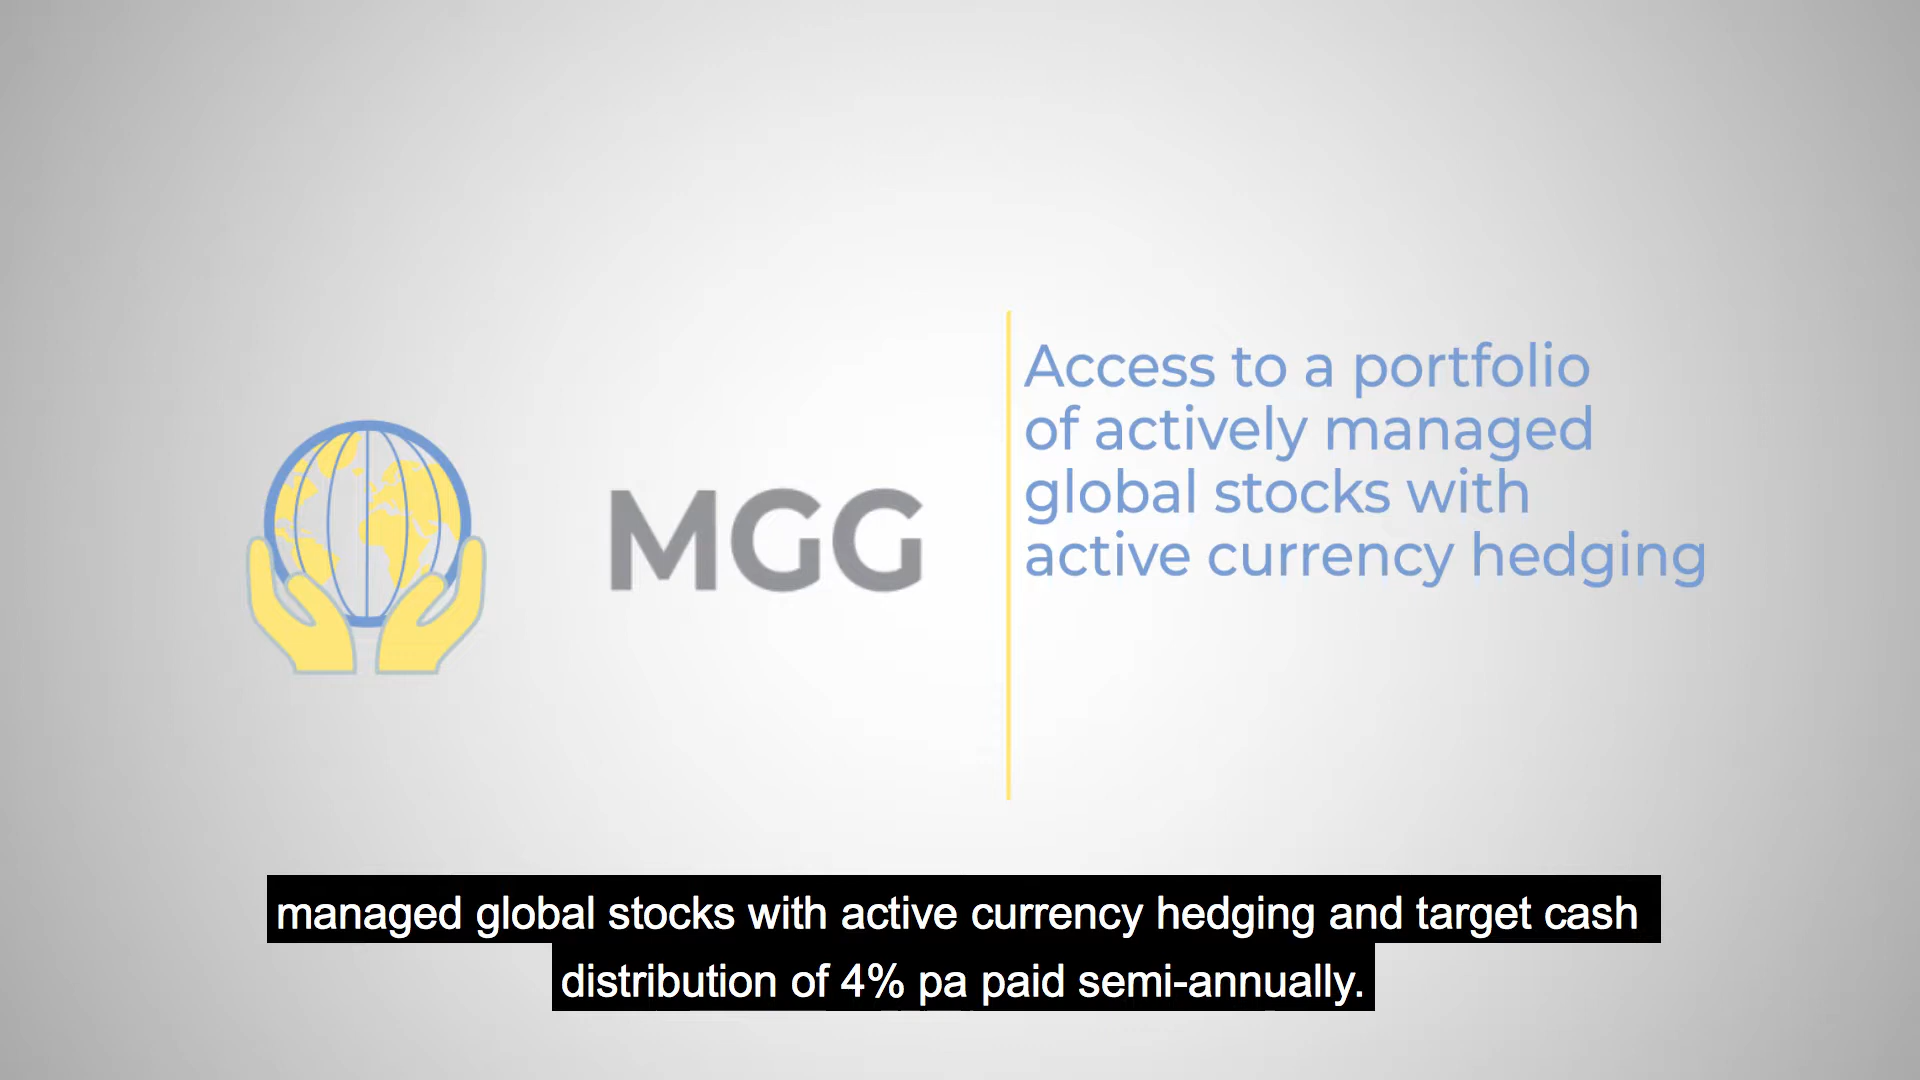 MGG
Access to a portfolio
of actively managed
global stocks with
active currency hedging
managed global stocks with active currency hedging and target cash
distribution of 4% pa paid semi-annually.